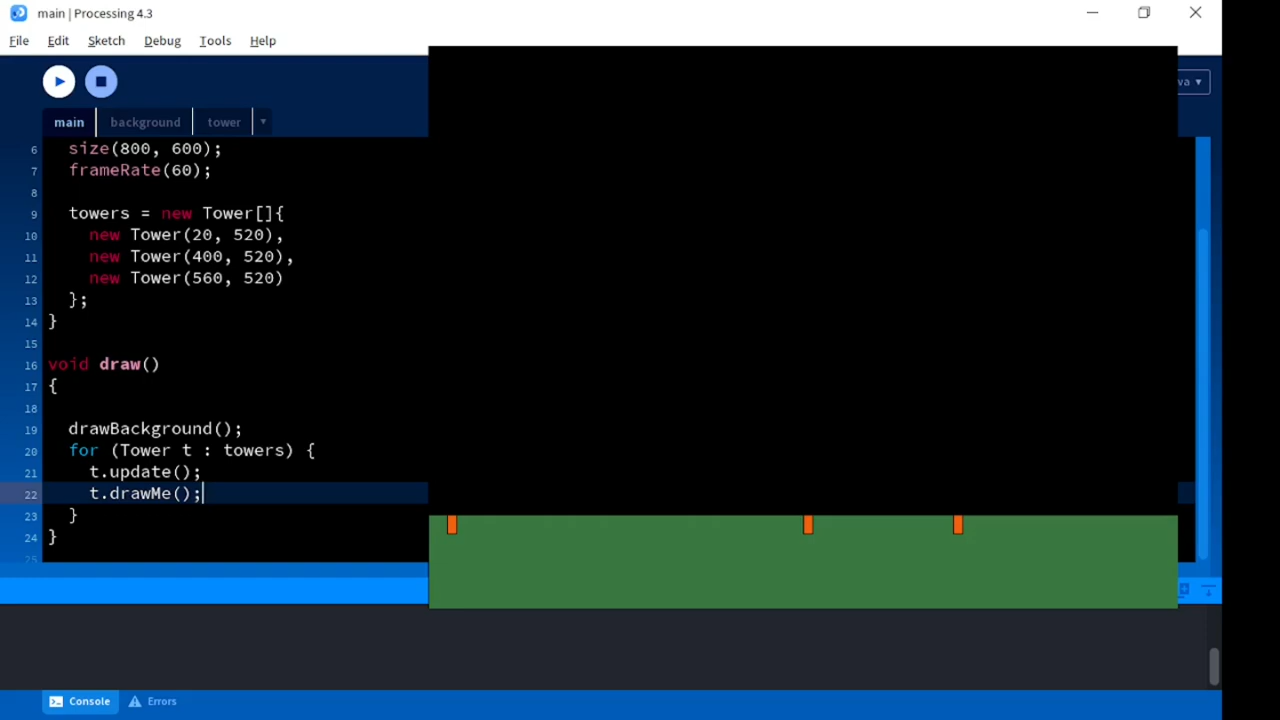 main | Processing 4.3
File Edit Sketch Debug Tools Help
va ▾
main background tower ▾
6 size(800, 600);
7 frameRate(60);
8
9 towers = new Tower[]{
10 new Tower(20, 520),
11 new Tower(400, 520),
12 new Tower(560, 520)
13 };
14 }
15
16 void draw()
17 {
18
19 drawBackground();
20 for (Tower t : towers) {
21 t.update();
22 t.drawMe();
23 }
24 }
25
Console Errors